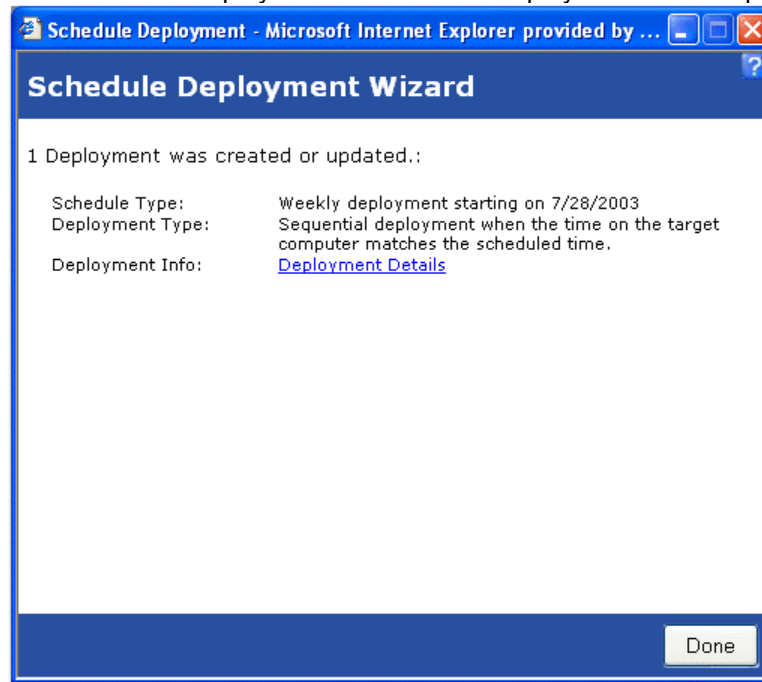 Schedule Deployment - Microsoft Internet Explorer provided by ...
Schedule Deployment Wizard
?
1 Deployment was created or updated.:
Schedule Type: Weekly deployment starting on 7/28/2003
Deployment Type: Sequential deployment when the time on the target
computer matches the scheduled time.
Deployment Info: Deployment Details
Done